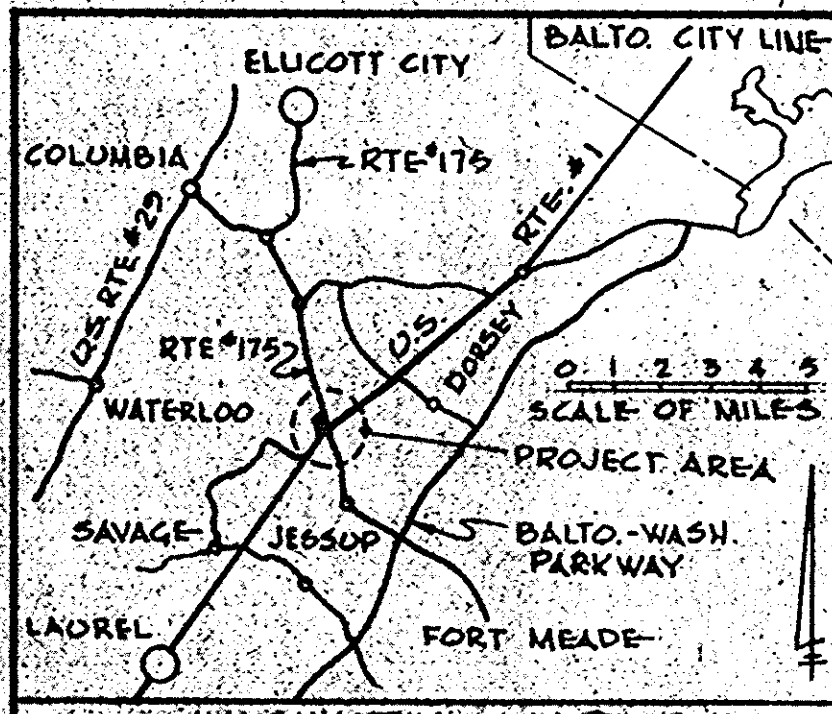 BALTO. CITY LINE
ELLICOTT CITY
COLUMBIA
RTE #175
RTE. #1
U.S. RTE #29
U.S.
DORSEY
RTE #175
0 1 2 3 4 5
SCALE OF MILES
WATERLOO
PROJECT AREA
SAVAGE
JESSUP
BALTO.-WASH.
PARKWAY
LAUREL
FORT MEADE